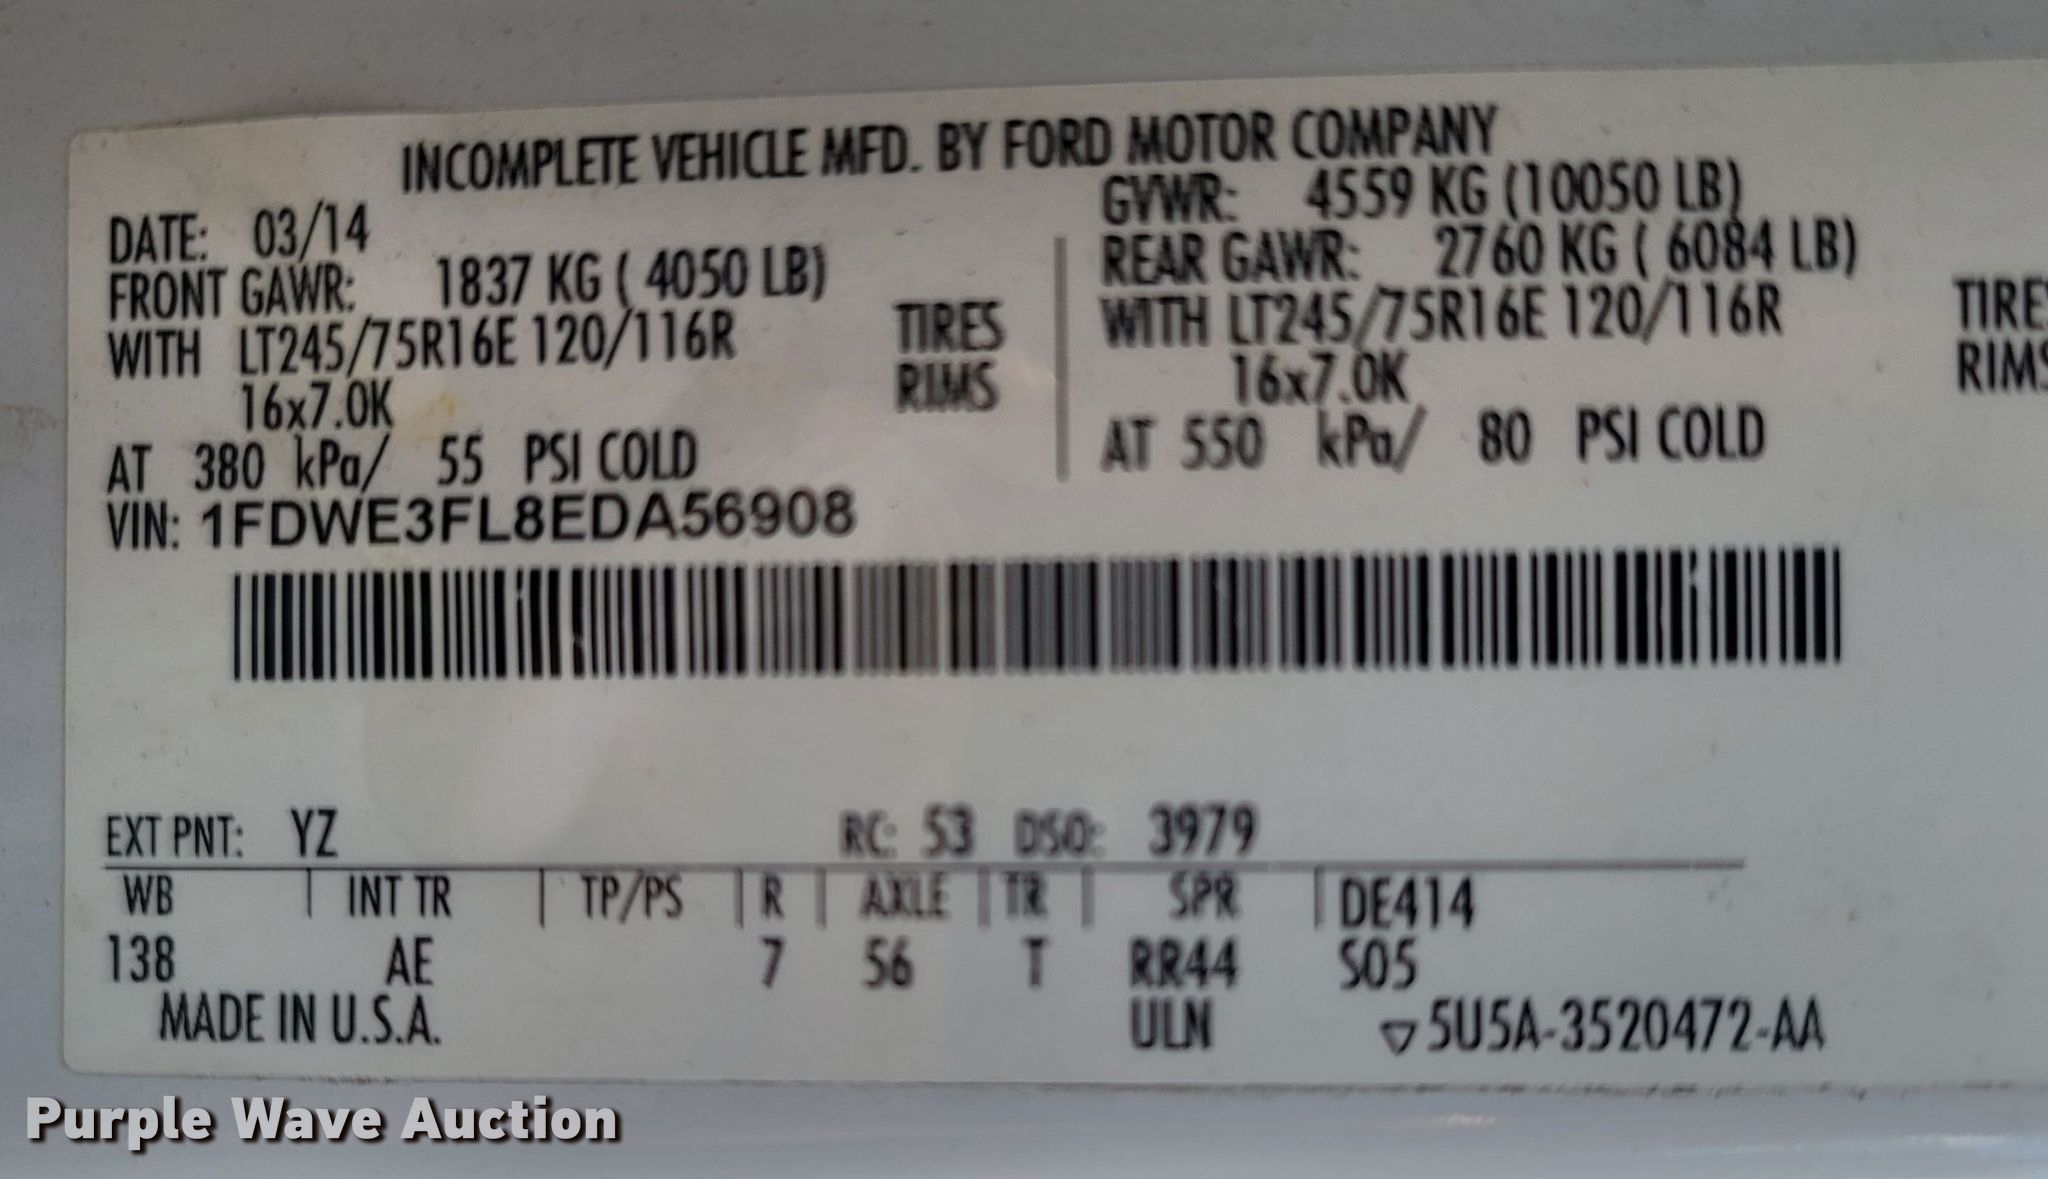 INCOMPLETE VEHICLE MFD. BY FORD MOTOR COMPANY
DATE: 03/14 GVWR: 4559 KG (10050 LB)
FRONT GAWR: 1837 KG ( 4050 LB) REAR GAWR: 2760 KG ( 6084 LB)
WITH LT245/75R16E 120/116R TIRES WITH LT245/75R16E 120/116R TIRES
16x7.0K RIMS 16x7.0K RIMS
AT 380 kPa/ 55 PSI COLD AT 550 kPa/ 80 PSI COLD
VIN: 1FDWE3FL8EDA56908
EXT PNT: YZ RC: 53 DSO: 3979
WB | INT TR | TP/PS | R | AXLE | TR | SPR | DE414
138 AE 7 56 T RR44 S05
MADE IN U.S.A. ULN ▽5U5A-3520472-AA
Purple Wave Auction